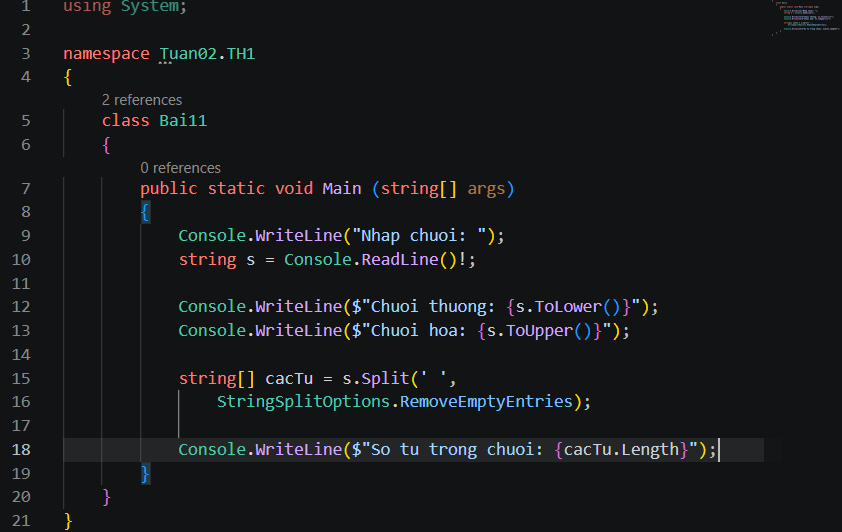 1 using System;
2
3 namespace Tuan02.TH1
4 {
2 references
5 class Bai11
6 {
0 references
7 public static void Main (string[] args)
8 {
9 Console.WriteLine("Nhap chuoi: ");
10 string s = Console.ReadLine()!;
11
12 Console.WriteLine($"Chuoi thuong: {s.ToLower()}");
13 Console.WriteLine($"Chuoi hoa: {s.ToUpper()}");
14
15 string[] cacTu = s.Split(' ',
16 StringSplitOptions.RemoveEmptyEntries);
17
18 Console.WriteLine($"So tu trong chuoi: {cacTu.Length}");
19 }
20 }
21 }